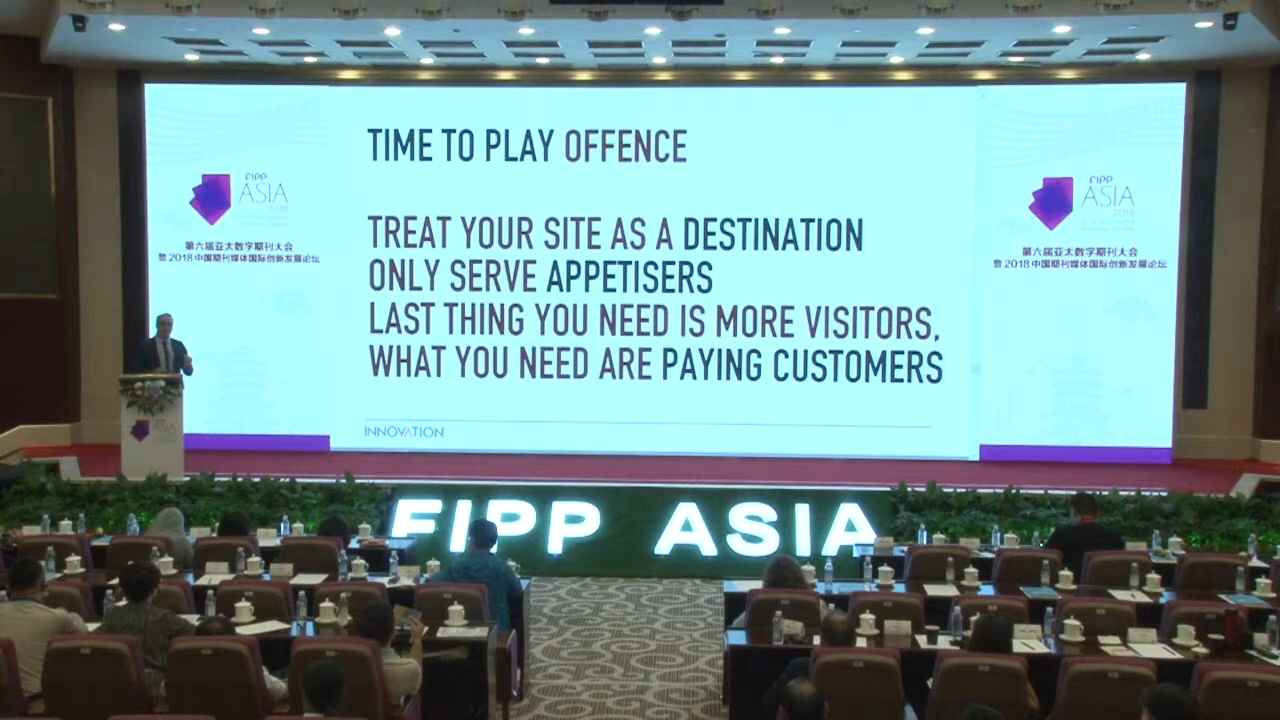 TIME TO PLAY OFFENCE
TREAT YOUR SITE AS A DESTINATION
ONLY SERVE APPETISERS
LAST THING YOU NEED IS MORE VISITORS,
WHAT YOU NEED ARE PAYING CUSTOMERS
INNOVATION
FIPP
ASIA
2018
第六届亚太数字期刊大会
暨2018中国期刊媒体国际创新发展论坛
FIPP
ASIA
2018
第六届亚太数字期刊大会
暨2018中国期刊媒体国际创新发展论坛
ASIA
FIPP ASIA